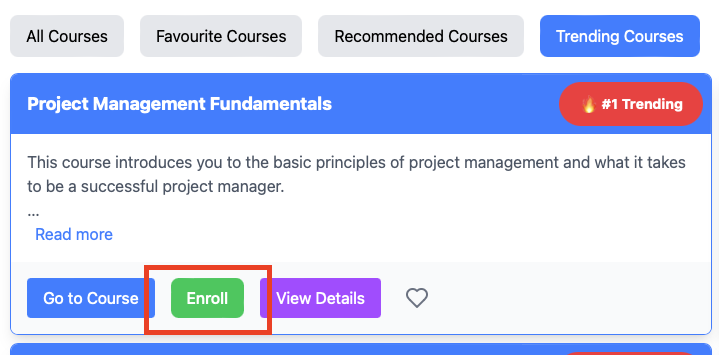 All Courses
Favourite Courses
Recommended Courses
Trending Courses
Project Management Fundamentals
🔥 #1 Trending
This course introduces you to the basic principles of project management and what it takes
to be a successful project manager.
...
Read more
Go to Course
Enroll
View Details